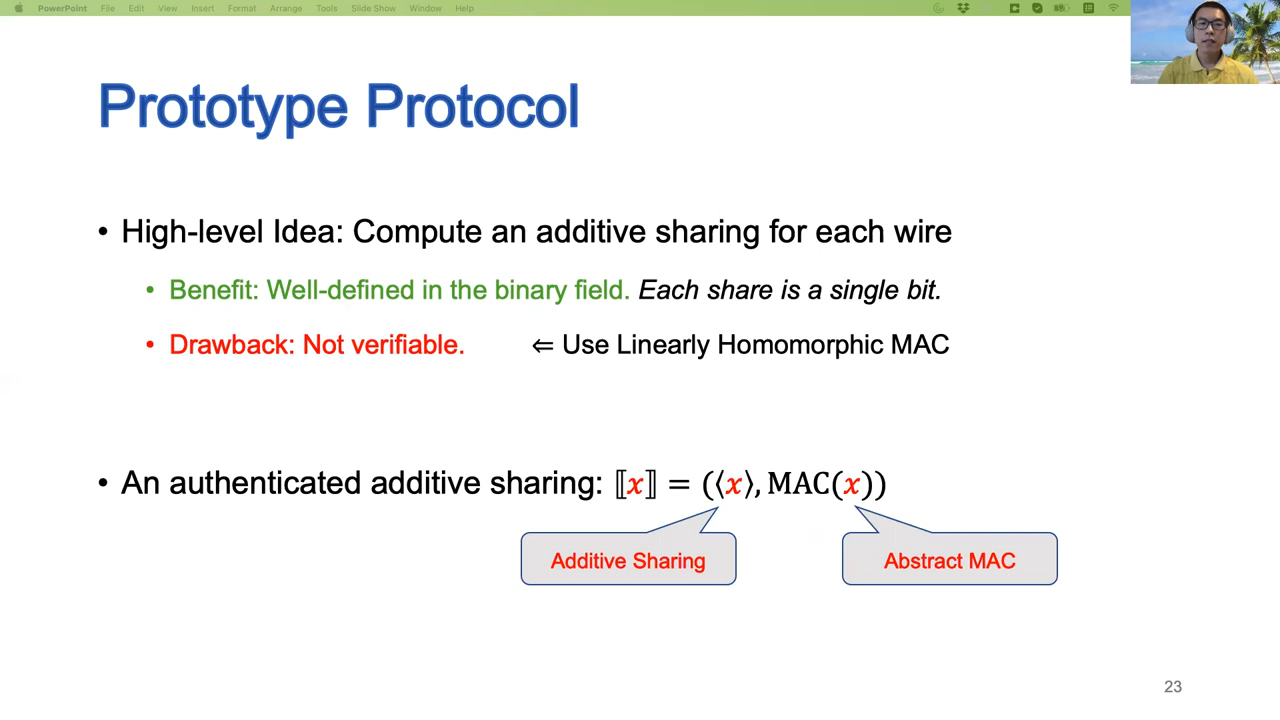 PowerPoint File Edit View Insert Format Arrange Tools Slide Show Window Help
Prototype Protocol
• High-level Idea: Compute an additive sharing for each wire
• Benefit: Well-defined in the binary field. Each share is a single bit.
• Drawback: Not verifiable. ⇐ Use Linearly Homomorphic MAC
• An authenticated additive sharing: ⟦x⟧ = (⟨x⟩, MAC(x))
Additive Sharing
Abstract MAC
23